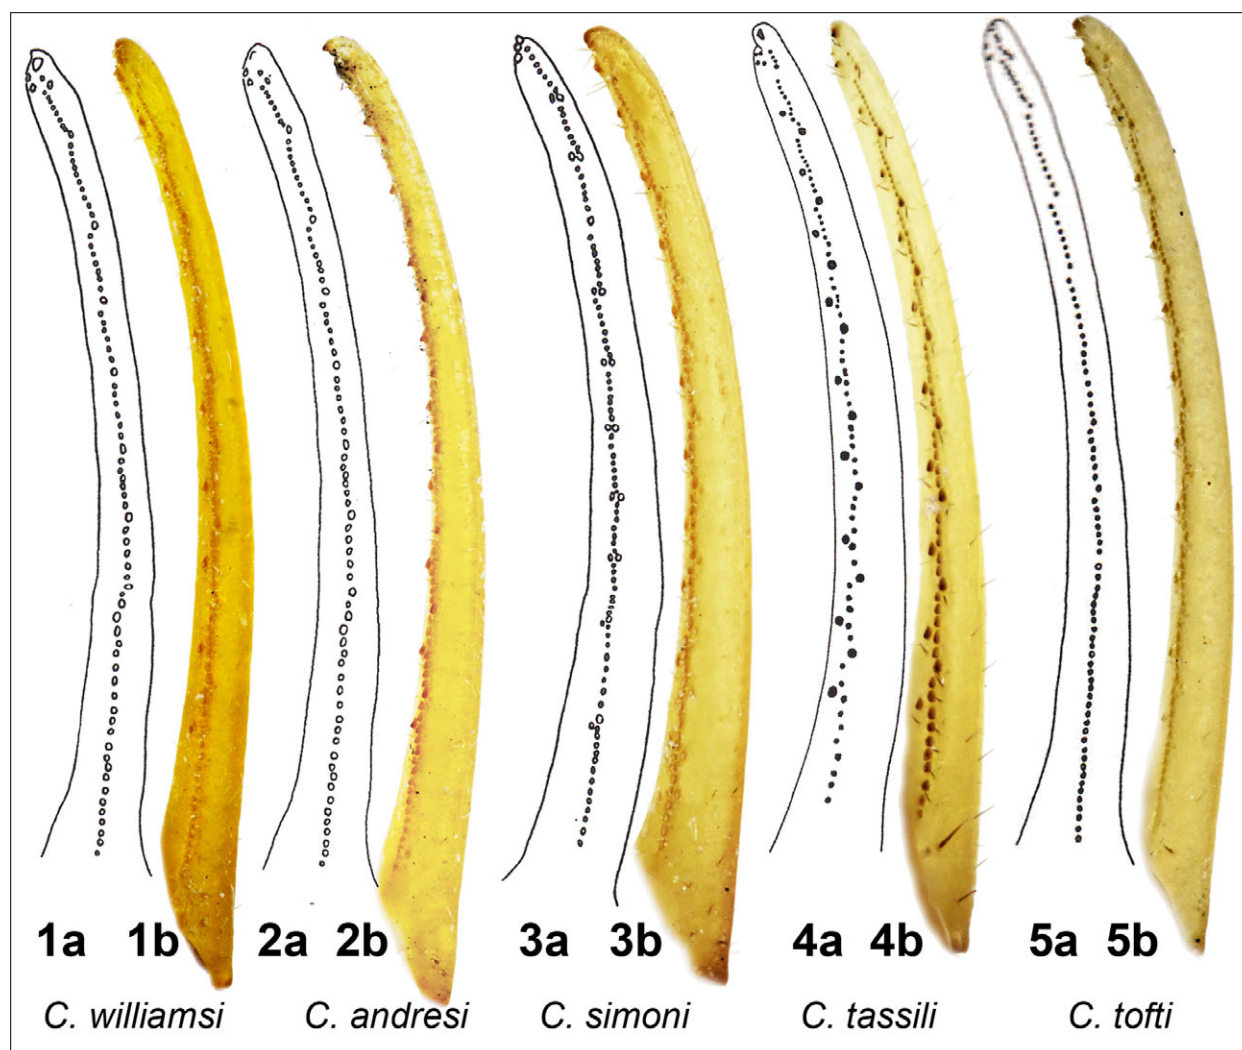 1a 1b 2a 2b 3a 3b 4a 4b 5a 5b
C. williamsi C. andresi C. simoni C. tassili C. tofti